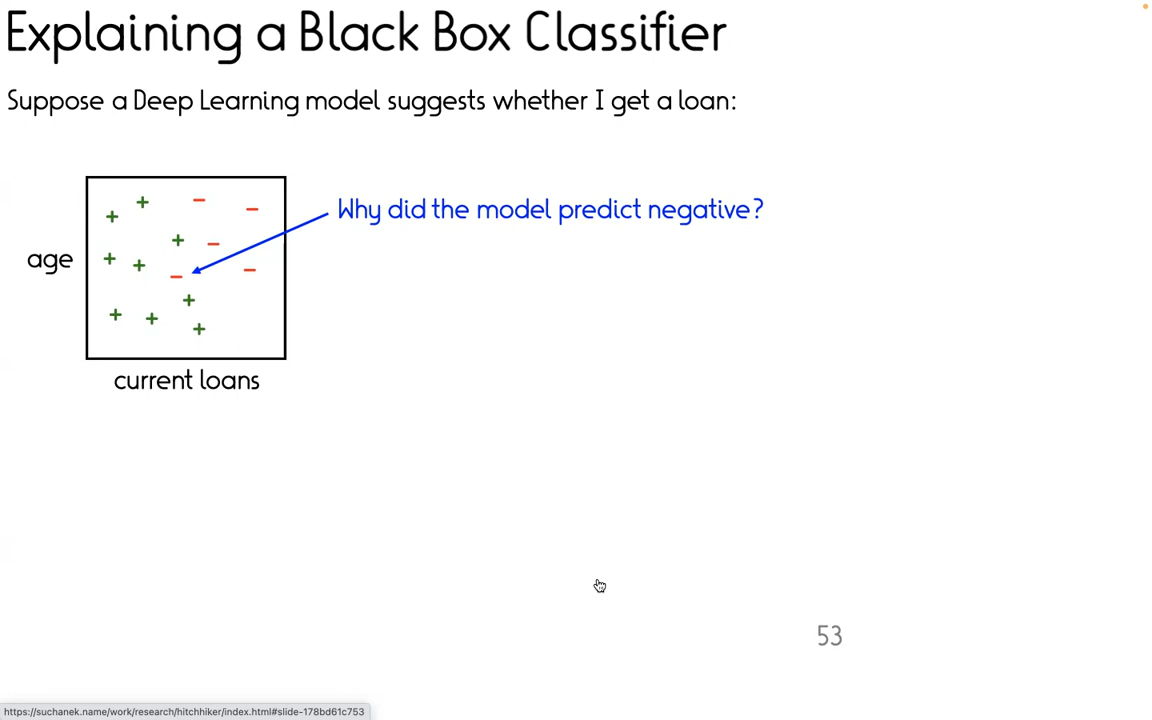 Explaining a Black Box Classifier
Suppose a Deep Learning model suggests whether I get a loan:
Why did the model predict negative?
age
current loans
53
https://suchanek.name/work/research/hitchhiker/index.html#slide-178bd61c753